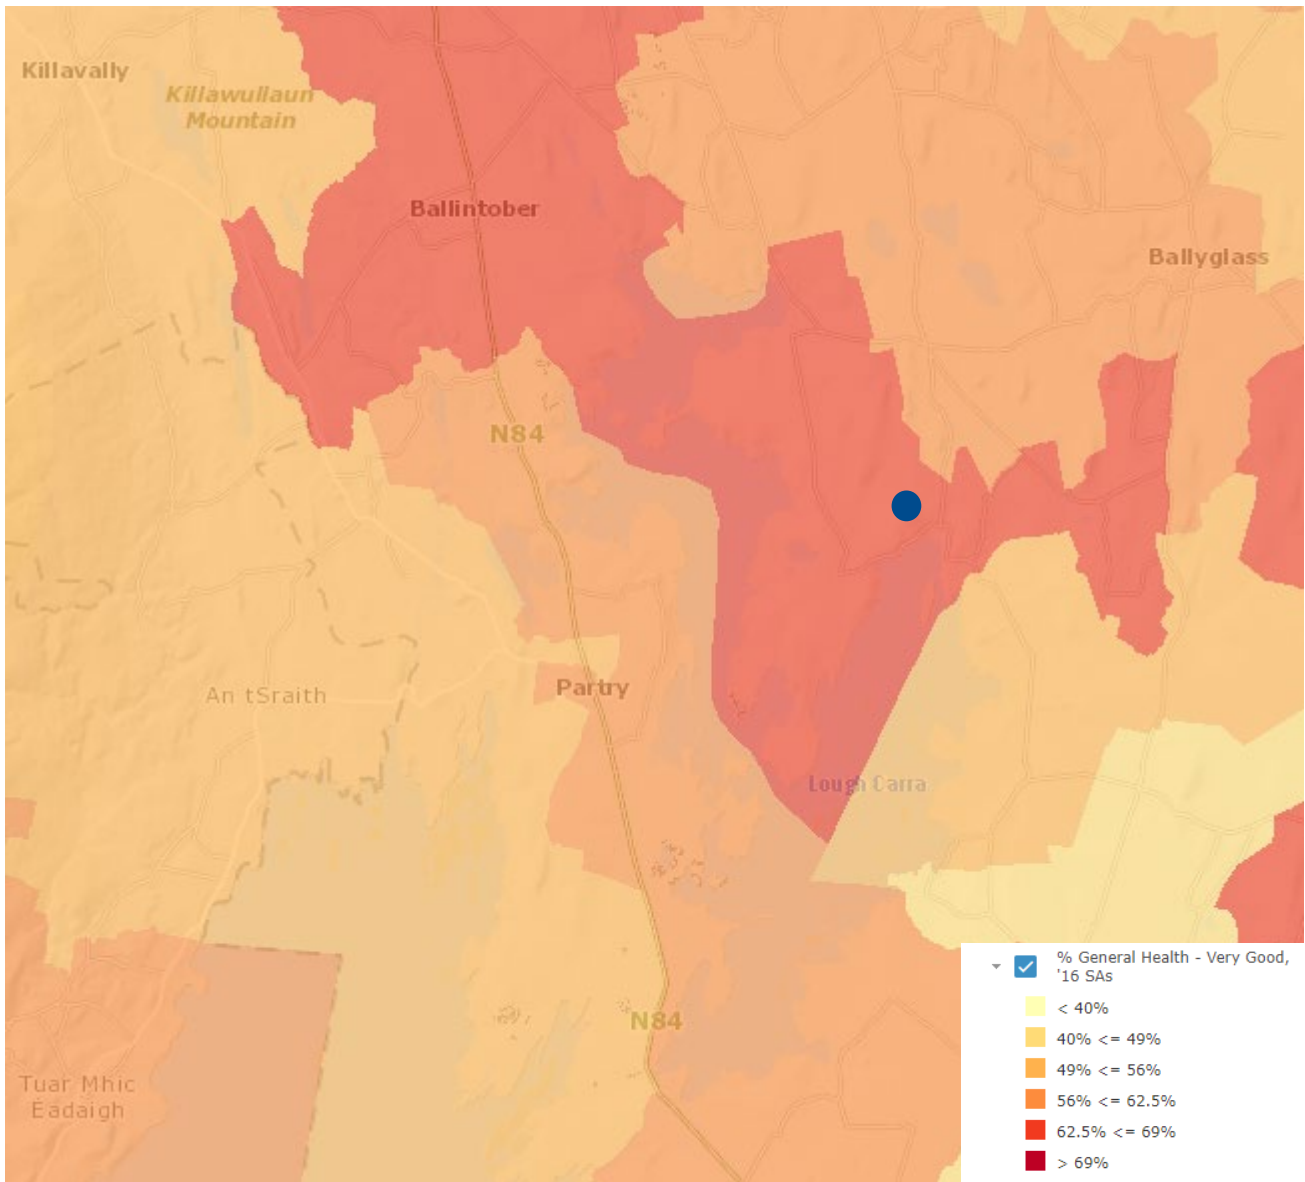 Killavally
Killawullaun
Mountain
Ballintober
Ballyglass
N84
An tSraith
Partry
Lough Carra
N84
Tuar Mhic
Éadaigh
% General Health - Very Good,
'16 SAs
< 40%
40% <= 49%
49% <= 56%
56% <= 62.5%
62.5% <= 69%
> 69%